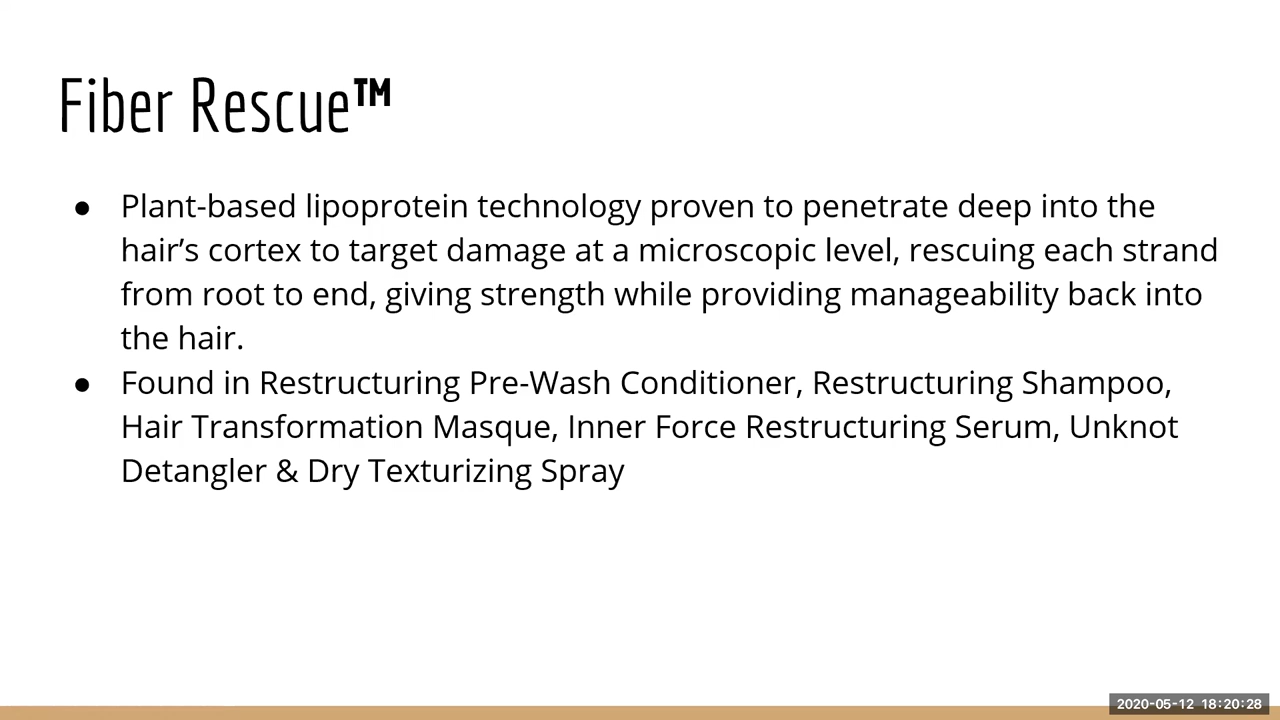 Fiber Rescue™
● Plant-based lipoprotein technology proven to penetrate deep into the
hair’s cortex to target damage at a microscopic level, rescuing each strand
from root to end, giving strength while providing manageability back into
the hair.
● Found in Restructuring Pre-Wash Conditioner, Restructuring Shampoo,
Hair Transformation Masque, Inner Force Restructuring Serum, Unknot
Detangler & Dry Texturizing Spray
2020-05-12 18:20:28